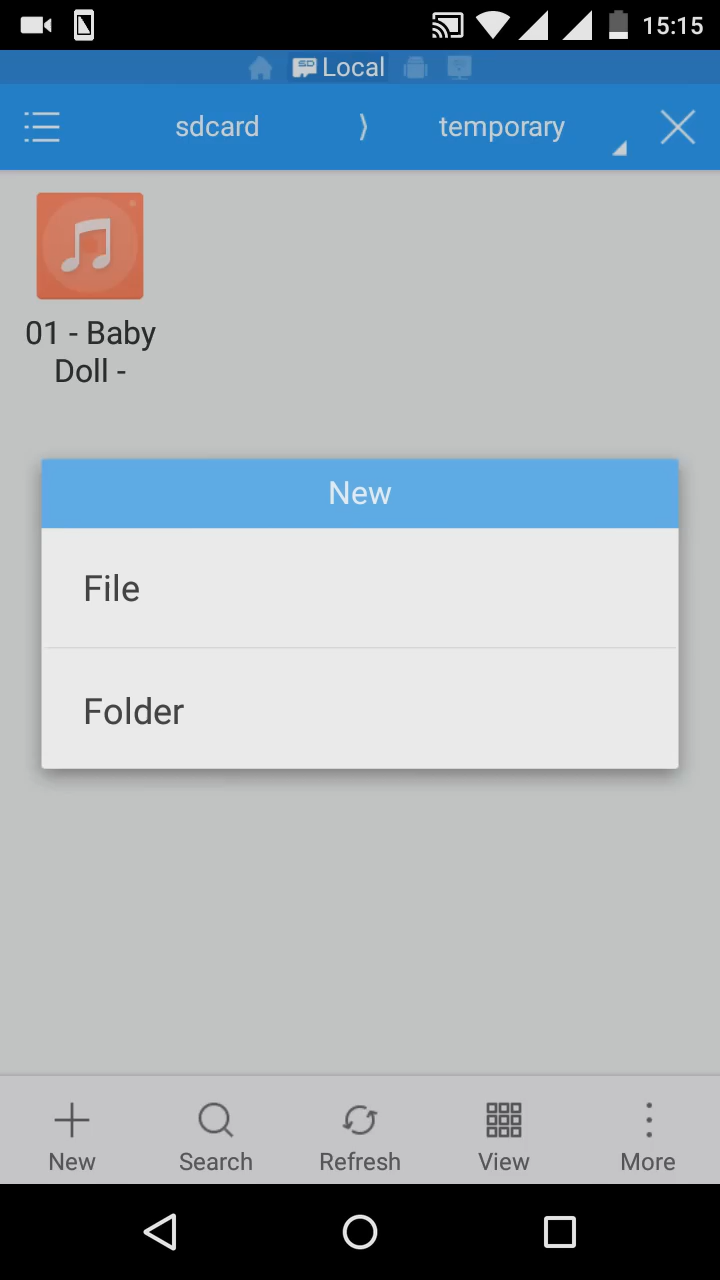 15:15
Local
sdcard
temporary
01 - Baby
Doll -
New
File
Folder
New
Search
Refresh
View
More